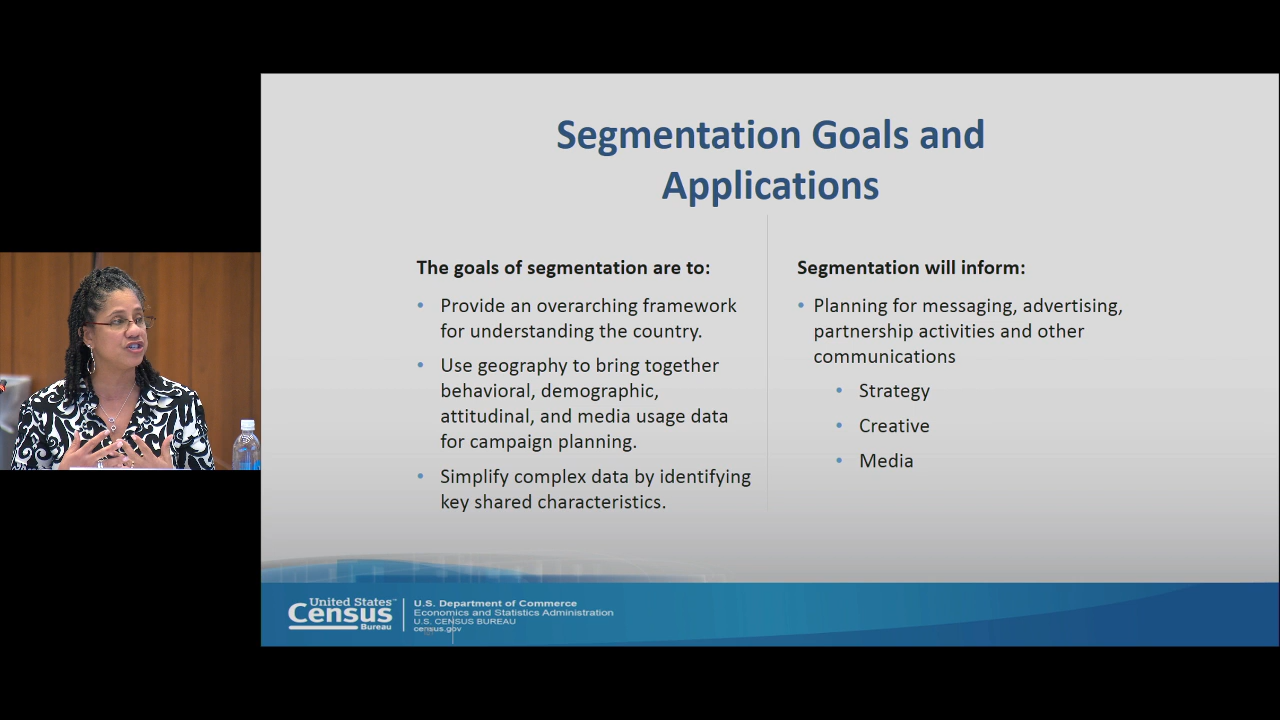 Segmentation Goals and
Applications
The goals of segmentation are to:
• Provide an overarching framework
for understanding the country.
• Use geography to bring together
behavioral, demographic,
attitudinal, and media usage data
for campaign planning.
• Simplify complex data by identifying
key shared characteristics.
Segmentation will inform:
• Planning for messaging, advertising,
partnership activities and other
communications
• Strategy
• Creative
• Media
United States™
Census
Bureau
U.S. Department of Commerce
Economics and Statistics Administration
U.S. CENSUS BUREAU
census.gov